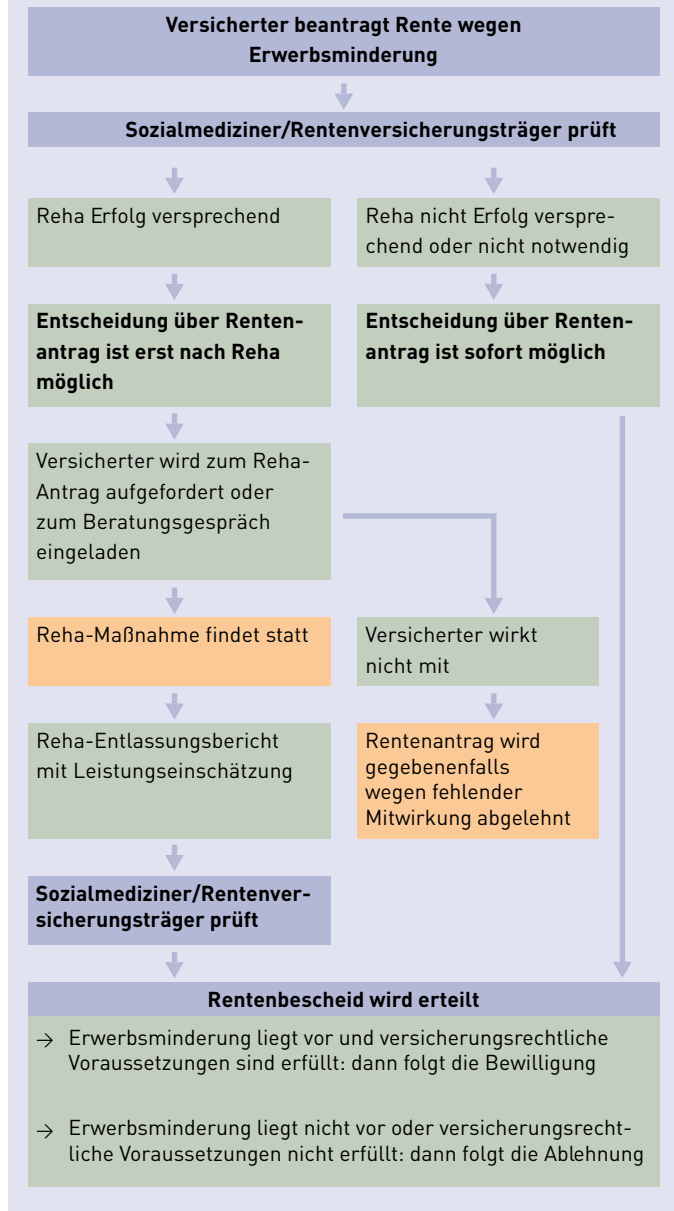 Versicherter beantragt Rente wegen
Erwerbsminderung
Sozialmediziner/Rentenversicherungsträger prüft
Reha Erfolg versprechend
Reha nicht Erfolg verspre-
chend oder nicht notwendig
Entscheidung über Renten-
antrag ist erst nach Reha
möglich
Entscheidung über Renten-
antrag ist sofort möglich
Versicherter wird zum Reha-
Antrag aufgefordert oder
zum Beratungsgespräch
eingeladen
Reha-Maßnahme findet statt
Versicherter wirkt
nicht mit
Reha-Entlassungsbericht
mit Leistungseinschätzung
Rentenantrag wird
gegebenenfalls
wegen fehlender
Mitwirkung abgelehnt
Sozialmediziner/Rentenver-
sicherungsträger prüft
Rentenbescheid wird erteilt
→ Erwerbsminderung liegt vor und versicherungsrechtliche
Voraussetzungen sind erfüllt: dann folgt die Bewilligung
→ Erwerbsminderung liegt nicht vor oder versicherungsrecht-
liche Voraussetzungen nicht erfüllt: dann folgt die Ablehnung